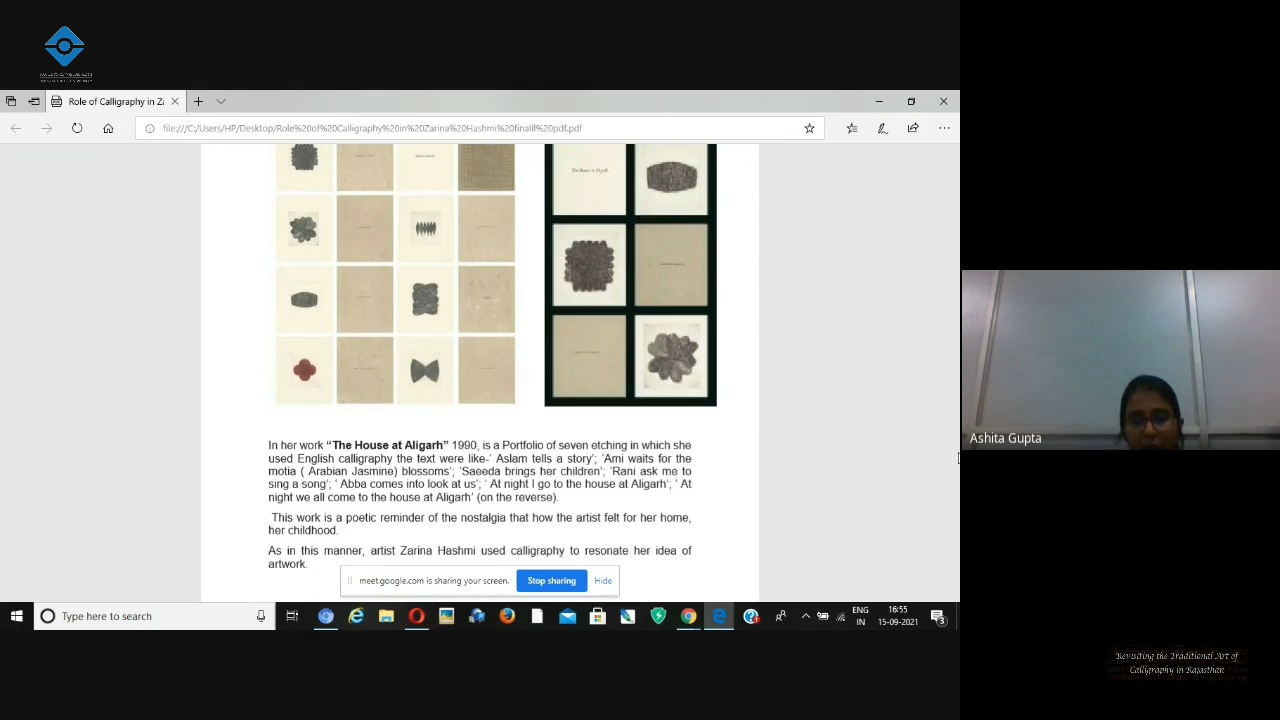 Role of Calligraphy in Za
file:///C:/Users/HP/Desktop/Role%20of%20Calligraphy%20in%20Zarina%20Hashmi%20finalll%20pdf.pdf
The House at Aligarh
In her work “The House at Aligarh” 1990, is a Portfolio of seven etching in which she
used English calligraphy the text were like-‘ Aslam tells a story’; ‘Ami waits for the
motia ( Arabian Jasmine) blossoms’; ‘Saeeda brings her children’; ‘Rani ask me to
sing a song’; ‘ Abba comes into look at us’; ‘ At night I go to the house at Aligarh’; ‘ At
night we all come to the house at Aligarh’ (on the reverse).
This work is a poetic reminder of the nostalgia that how the artist felt for her home,
her childhood.
As in this manner, artist Zarina Hashmi used calligraphy to resonate her idea of
artwork.
meet.google.com is sharing your screen.
Stop sharing
Hide
Type here to search
ENG
IN
16:55
15-09-2021
3
Ashita Gupta
Revisiting the Traditional Art of
Calligraphy in Rajasthan